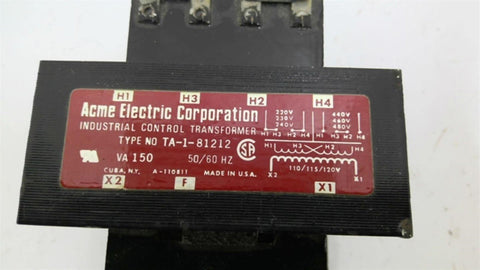 H1 H3 H2 H4
Acme Electric Corporation
INDUSTRIAL CONTROL TRANSFORMER
TYPE NO TA-1-81212
VA 150 50/60 HZ SA
CUBA, N.Y. A-110811 MADE IN U.S.A.
X2 F X1
220V 440V
230V 460V
240V 480V
H1 H3 H2 H4 H1 H3 H2 H4
H1 H3 H2 H4
X2 X1
110/115/120V